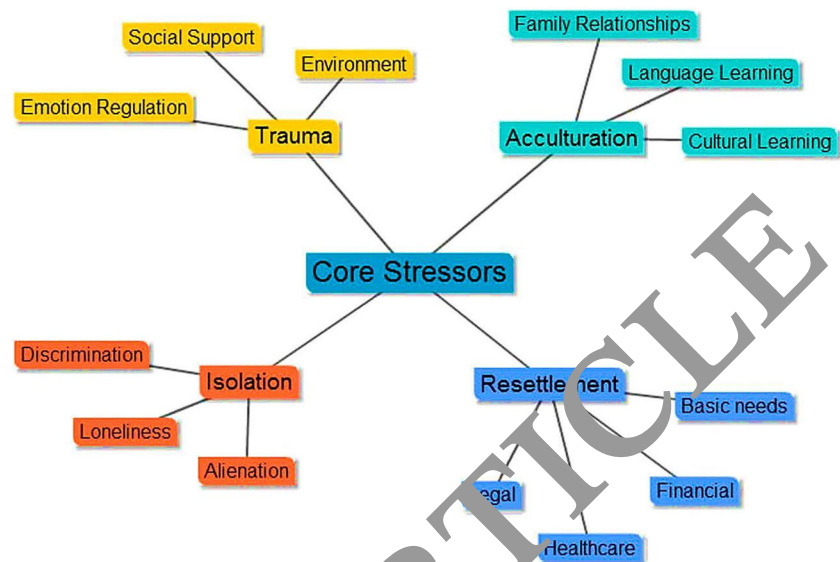 Family Relationships
Social Support
Environment
Language Learning
Emotion Regulation
Trauma
Acculturation
Cultural Learning
Core Stressors
Discrimination
Isolation
Resettlement
Basic needs
Loneliness
Alienation
Legal
Financial
Healthcare
RTICLE